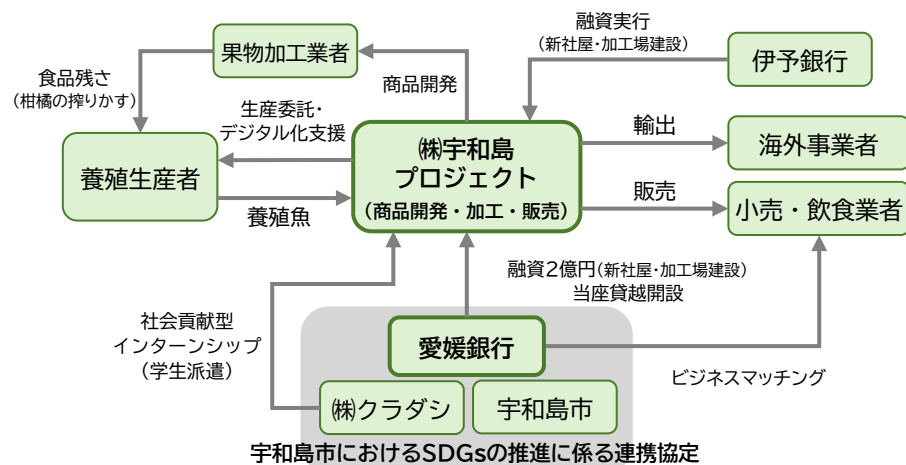 融資実行
(新社屋・加工場建設)
果物加工業者
伊予銀行
食品残さ
(柑橘の搾りかす)
商品開発
生産委託・
デジタル化支援
㈱宇和島
プロジェクト
(商品開発・加工・販売)
輸出
海外事業者
養殖生産者
販売
小売・飲食業者
養殖魚
融資2億円(新社屋・加工場建設)
当座貸越開設
社会貢献型
インターンシップ
(学生派遣)
愛媛銀行
ビジネスマッチング
㈱クラダシ
宇和島市
宇和島市におけるSDGsの推進に係る連携協定